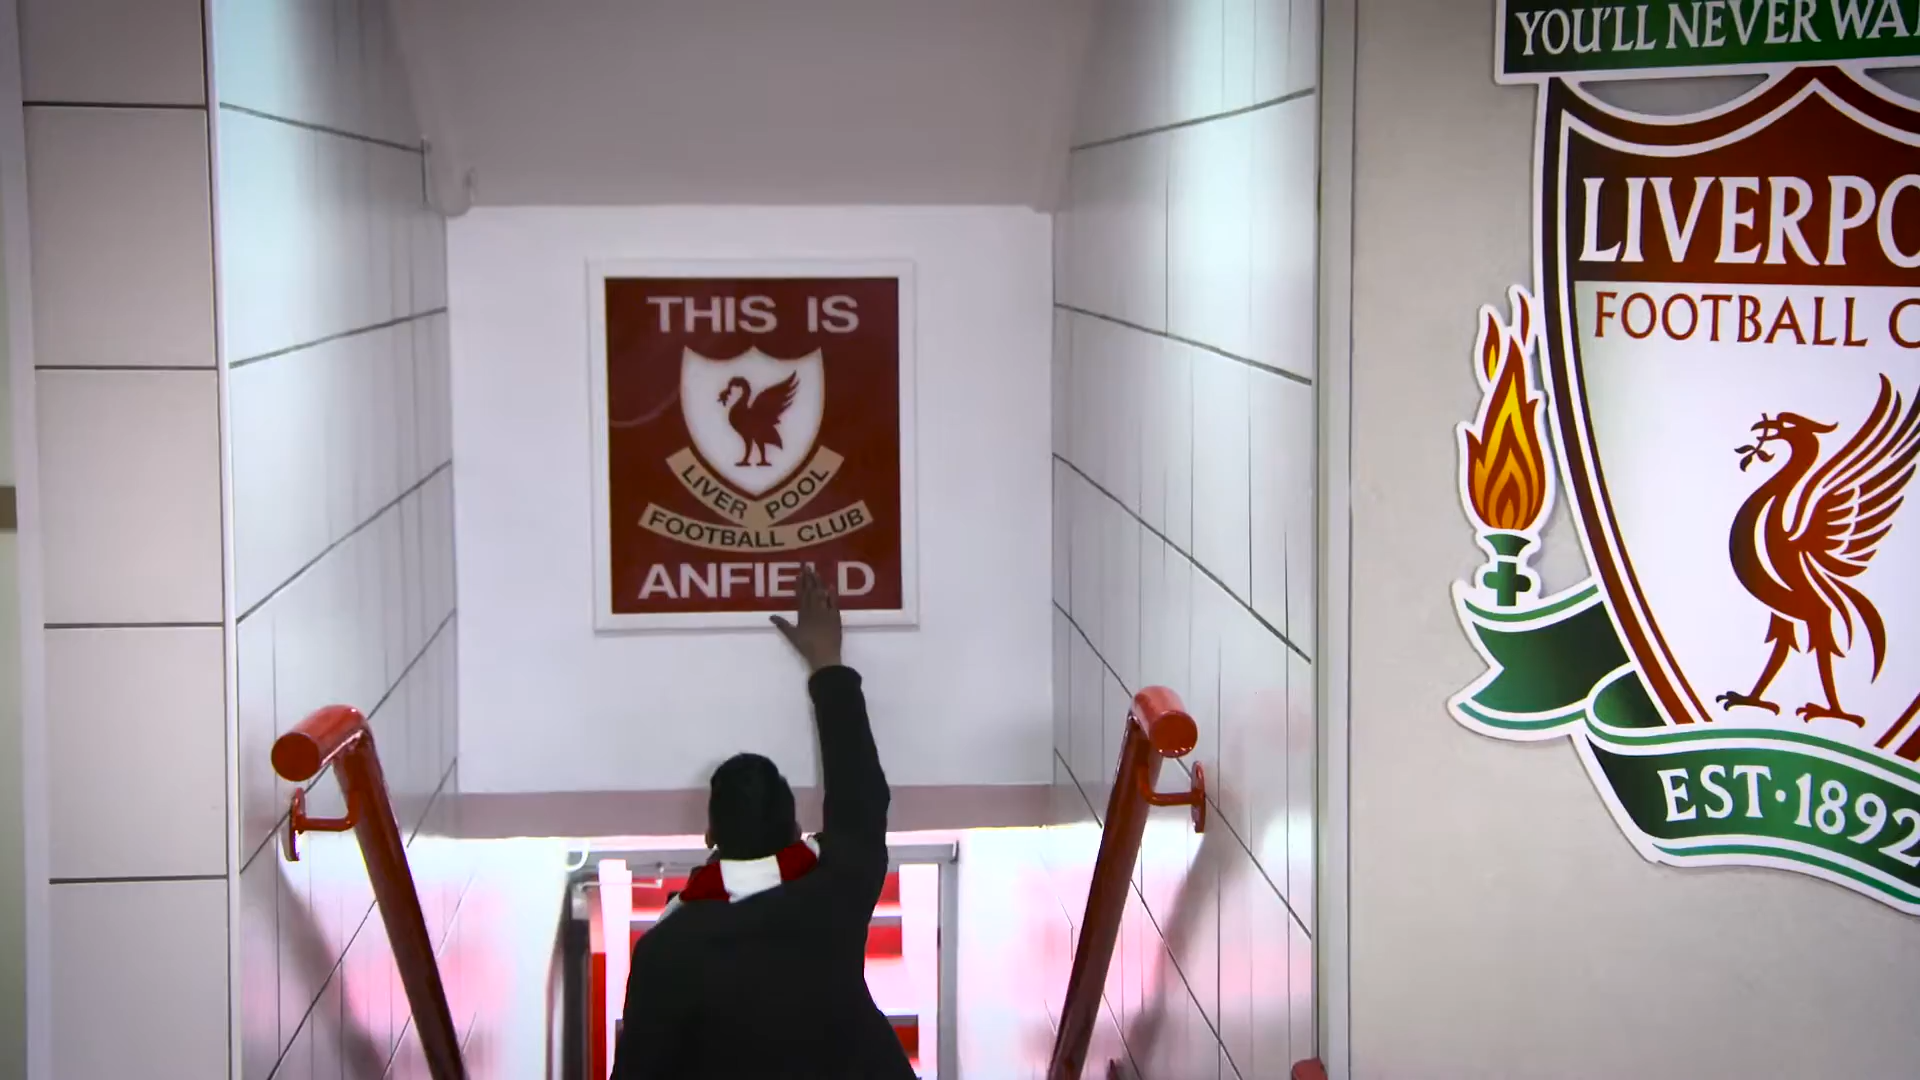 THIS IS
LIVER POOL
FOOTBALL CLUB
ANFIELD
YOU'LL NEVER WA
LIVERPO
FOOTBALL C
EST·1892